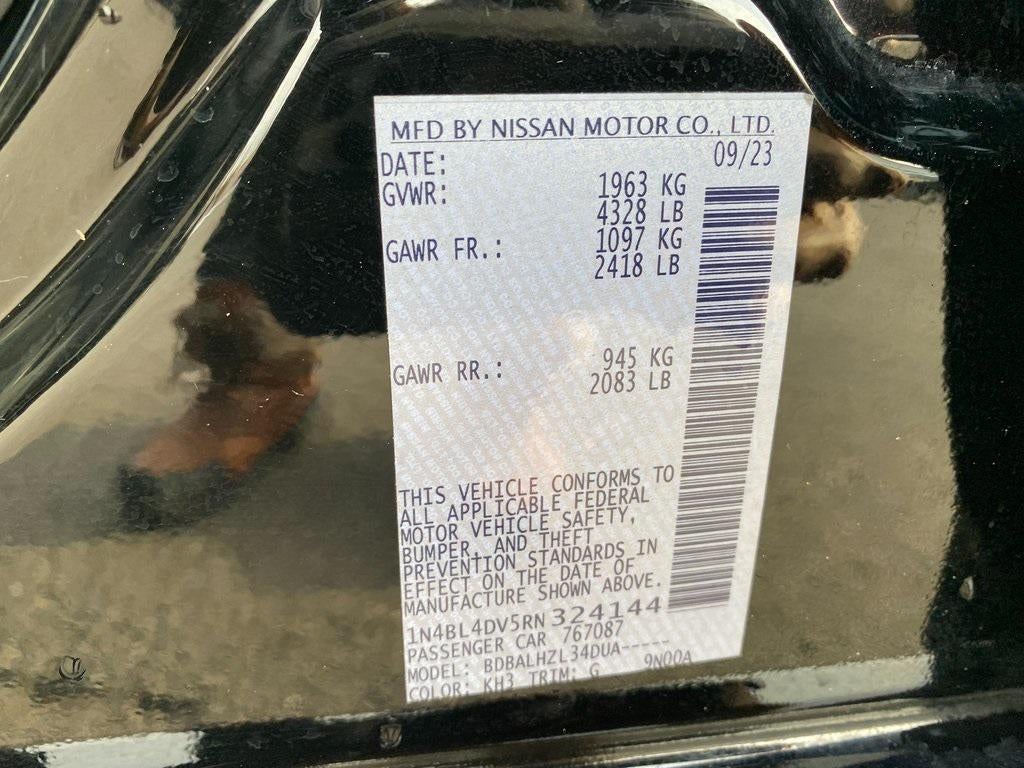 MFD BY NISSAN MOTOR CO., LTD.
DATE: 09/23
GVWR: 1963 KG
4328 LB
GAWR FR.: 1097 KG
2418 LB
GAWR RR.: 945 KG
2083 LB
THIS VEHICLE CONFORMS TO
ALL APPLICABLE FEDERAL
MOTOR VEHICLE SAFETY,
BUMPER, AND THEFT
PREVENTION STANDARDS IN
EFFECT ON THE DATE OF
MANUFACTURE SHOWN ABOVE.
1N4BL4DV5RN324144
PASSENGER CAR 767087
MODEL: BDBALHZL34DUA-----
COLOR: KH3 TRIM: G 9N00A